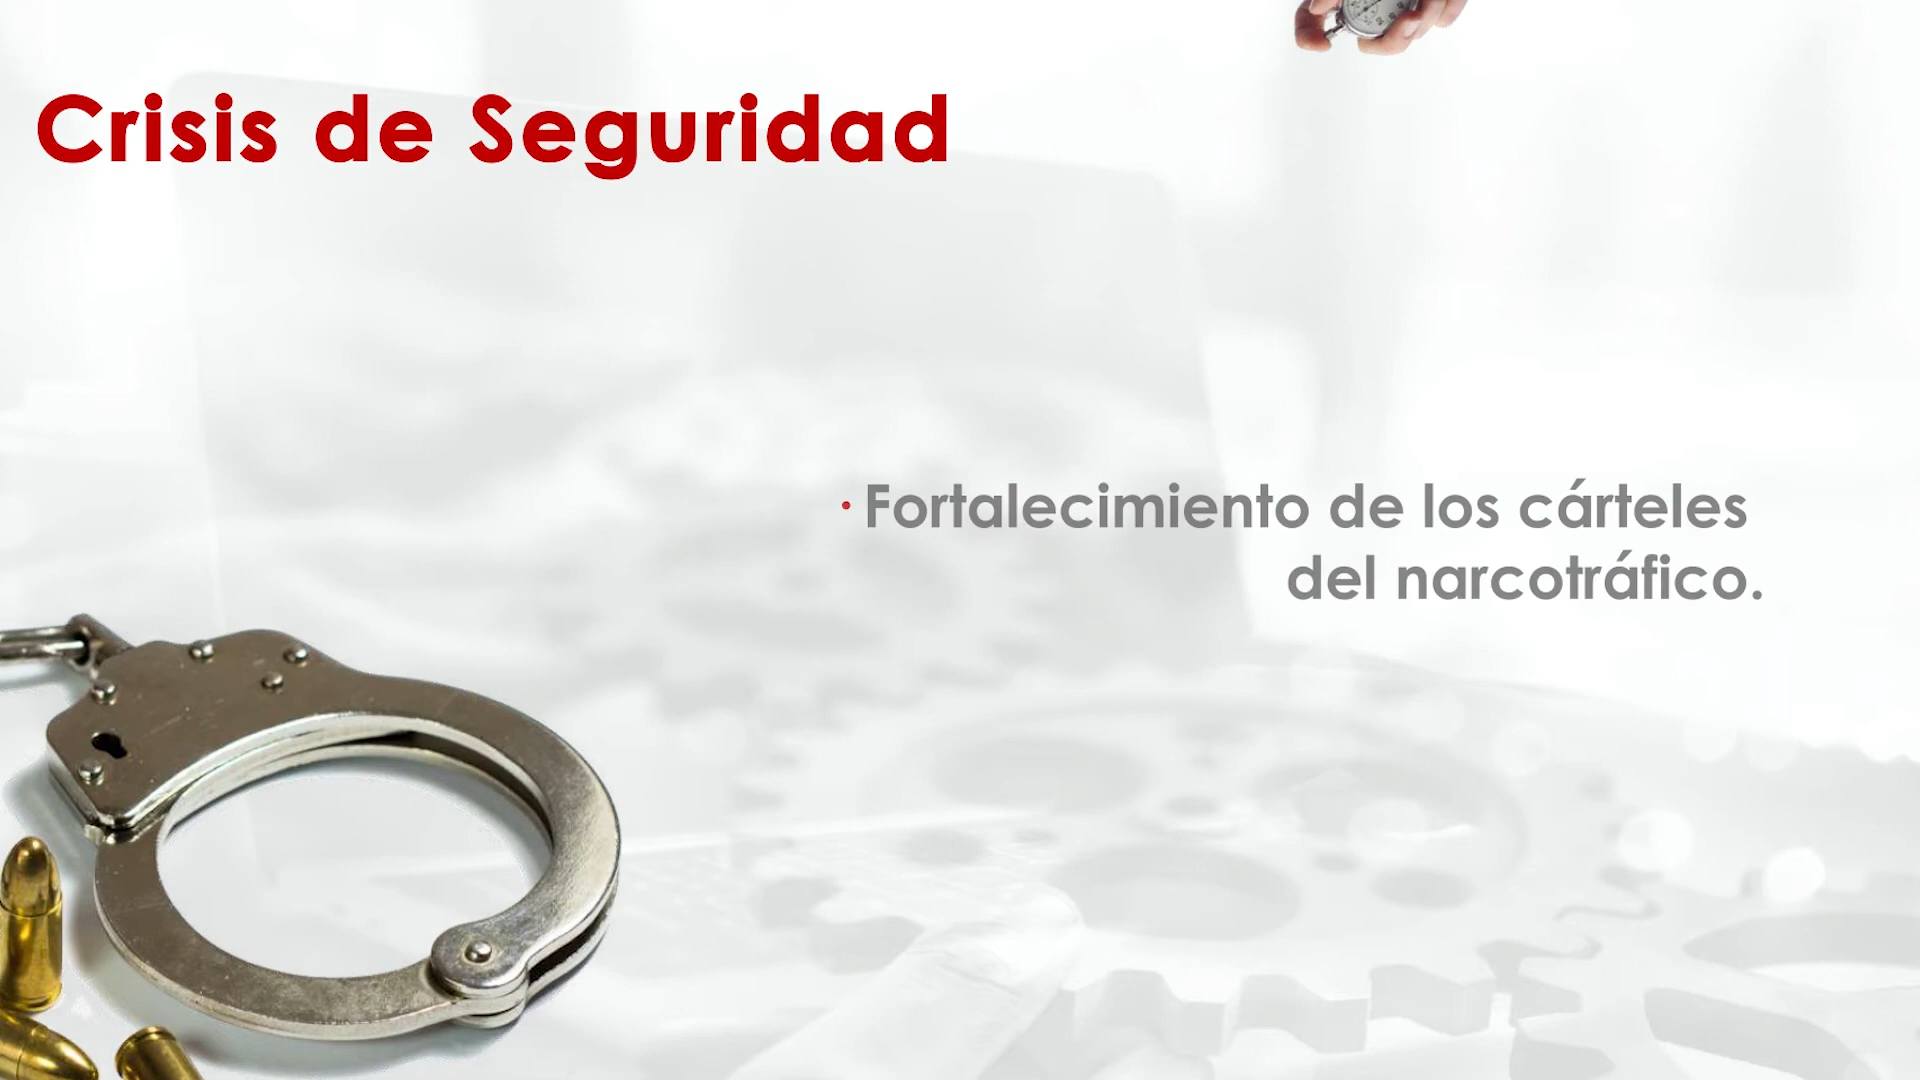 Crisis de Seguridad
· Fortalecimiento de los cárteles
del narcotráfico.